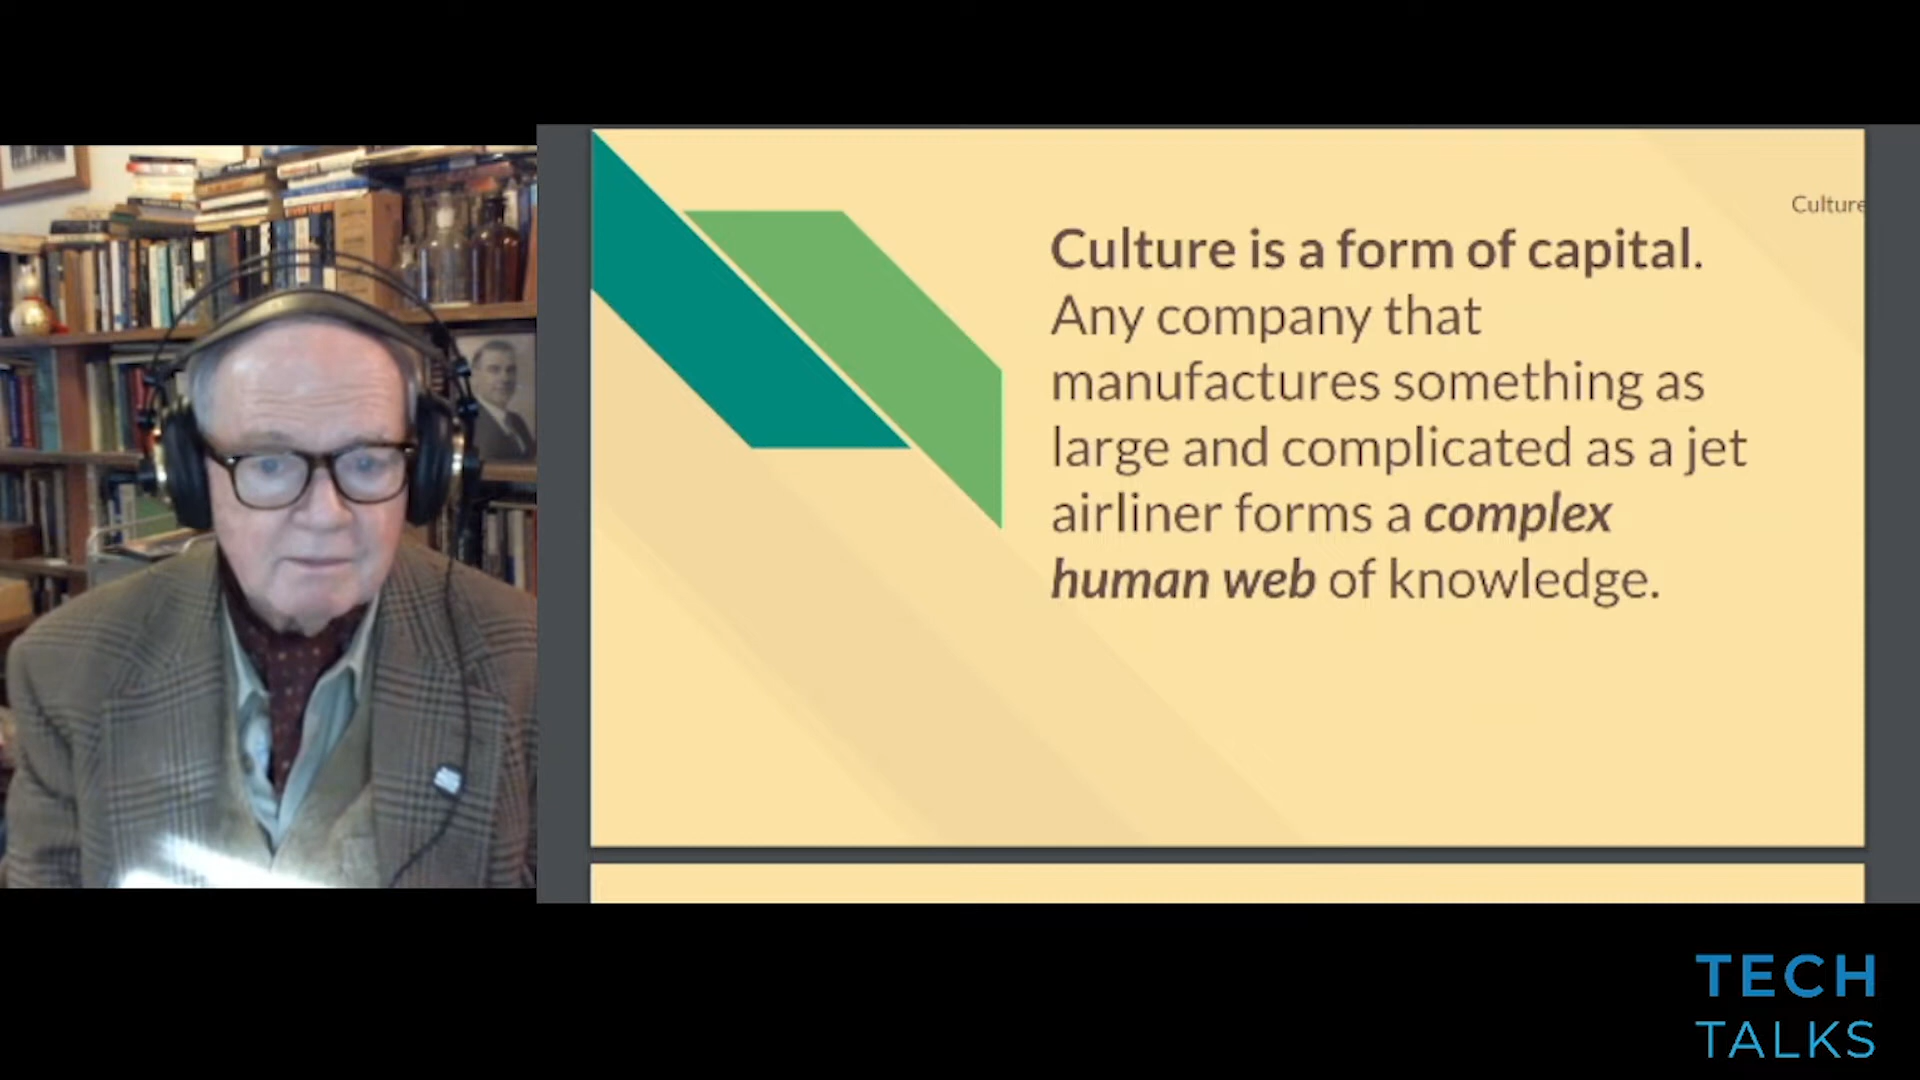 Culture
Culture is a form of capital.
Any company that
manufactures something as
large and complicated as a jet
airliner forms a complex
human web of knowledge.
TECH
TALKS